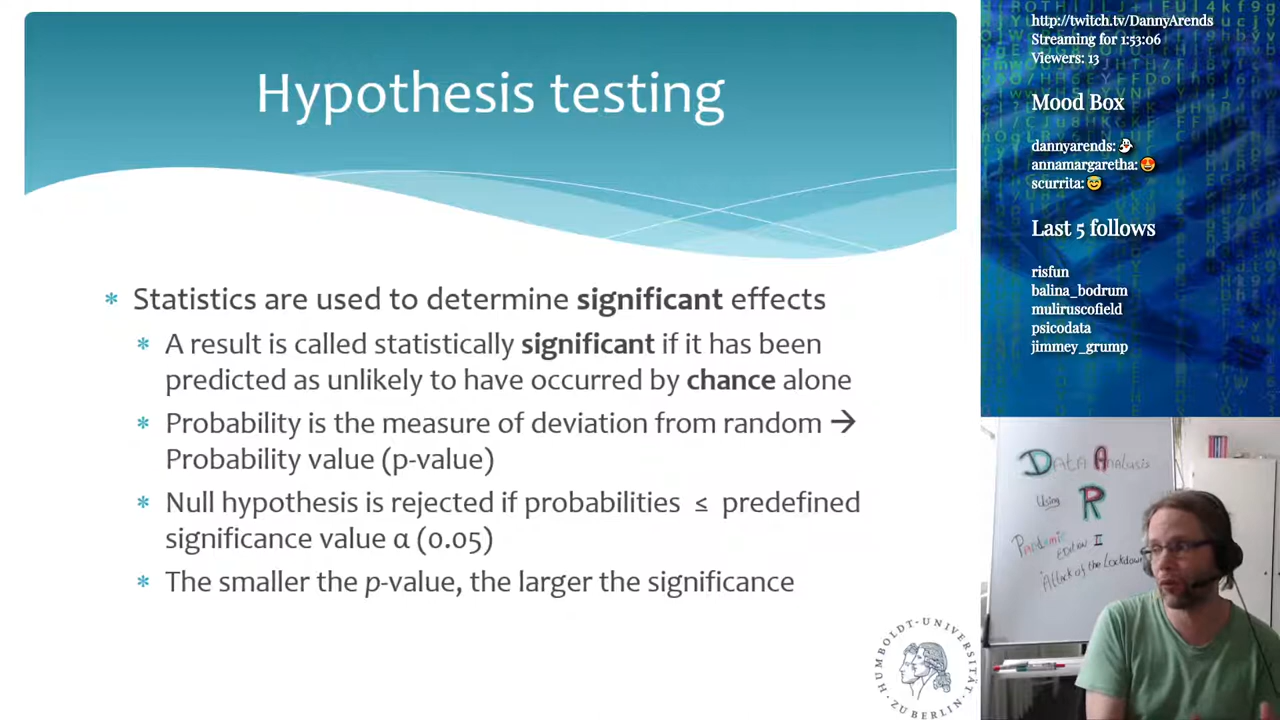 Hypothesis testing
* Statistics are used to determine significant effects
* A result is called statistically significant if it has been
predicted as unlikely to have occurred by chance alone
* Probability is the measure of deviation from random →
Probability value (p-value)
* Null hypothesis is rejected if probabilities ≤ predefined
significance value α (0.05)
* The smaller the p-value, the larger the significance
HUMBOLDT-UNIVERSITÄT ZU BERLIN
http://twitch.tv/DannyArends
Streaming for 1:53:06
Viewers: 13
Mood Box
dannyarends: 👻
annamargaretha: 😍
scurrita: 😇
Last 5 follows
risfun
balina_bodrum
muliruscofield
psicodata
jimmey_grump
Data Analysis
Using
R
Pandemic
Edition II
"Attack of the Lockdown